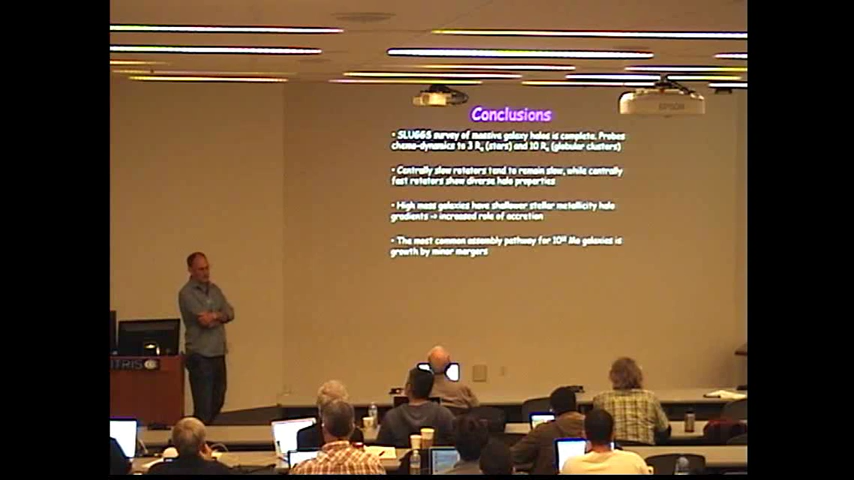 Conclusions
• SLUGGS survey of massive galaxy halos is complete. Probes
chemo-dynamics to 3 Re (stars) and 10 Re (globular clusters)
• Centrally slow rotators tend to remain slow, while centrally
fast rotators show diverse halo properties
• High mass galaxies have shallower stellar metallicity halo
gradients → increased role of accretion
• The most common assembly pathway for galaxies is
growth by minor mergers
EPSON